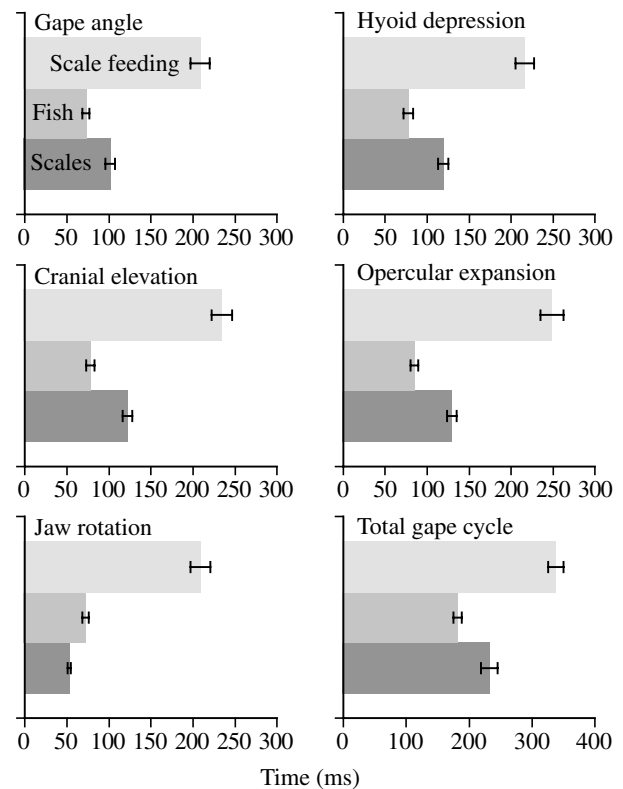 Gape angle
Scale feeding
Fish
Scales
0 50 100 150 200 250 300
Hyoid depression
0 50 100 150 200 250 300
Cranial elevation
0 50 100 150 200 250 300
Opercular expansion
0 50 100 150 200 250 300
Jaw rotation
0 50 100 150 200 250 300
Total gape cycle
0 100 200 300 400
Time (ms)